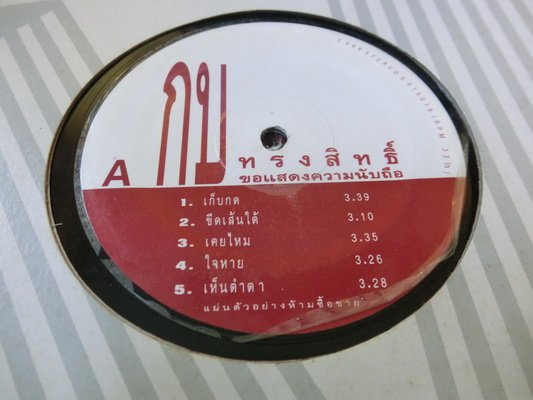 A
กบ
ทรงสิทธิ์
ขอแสดงความนับถือ
1. เก็บกด 3.39
2. ขีดเส้นใต้ 3.10
3. เคยไหม 3.35
4. ใจหาย 3.26
5. เห็นดำดา 3.28
แผ่นตัวอย่างห้ามซื้อขาย